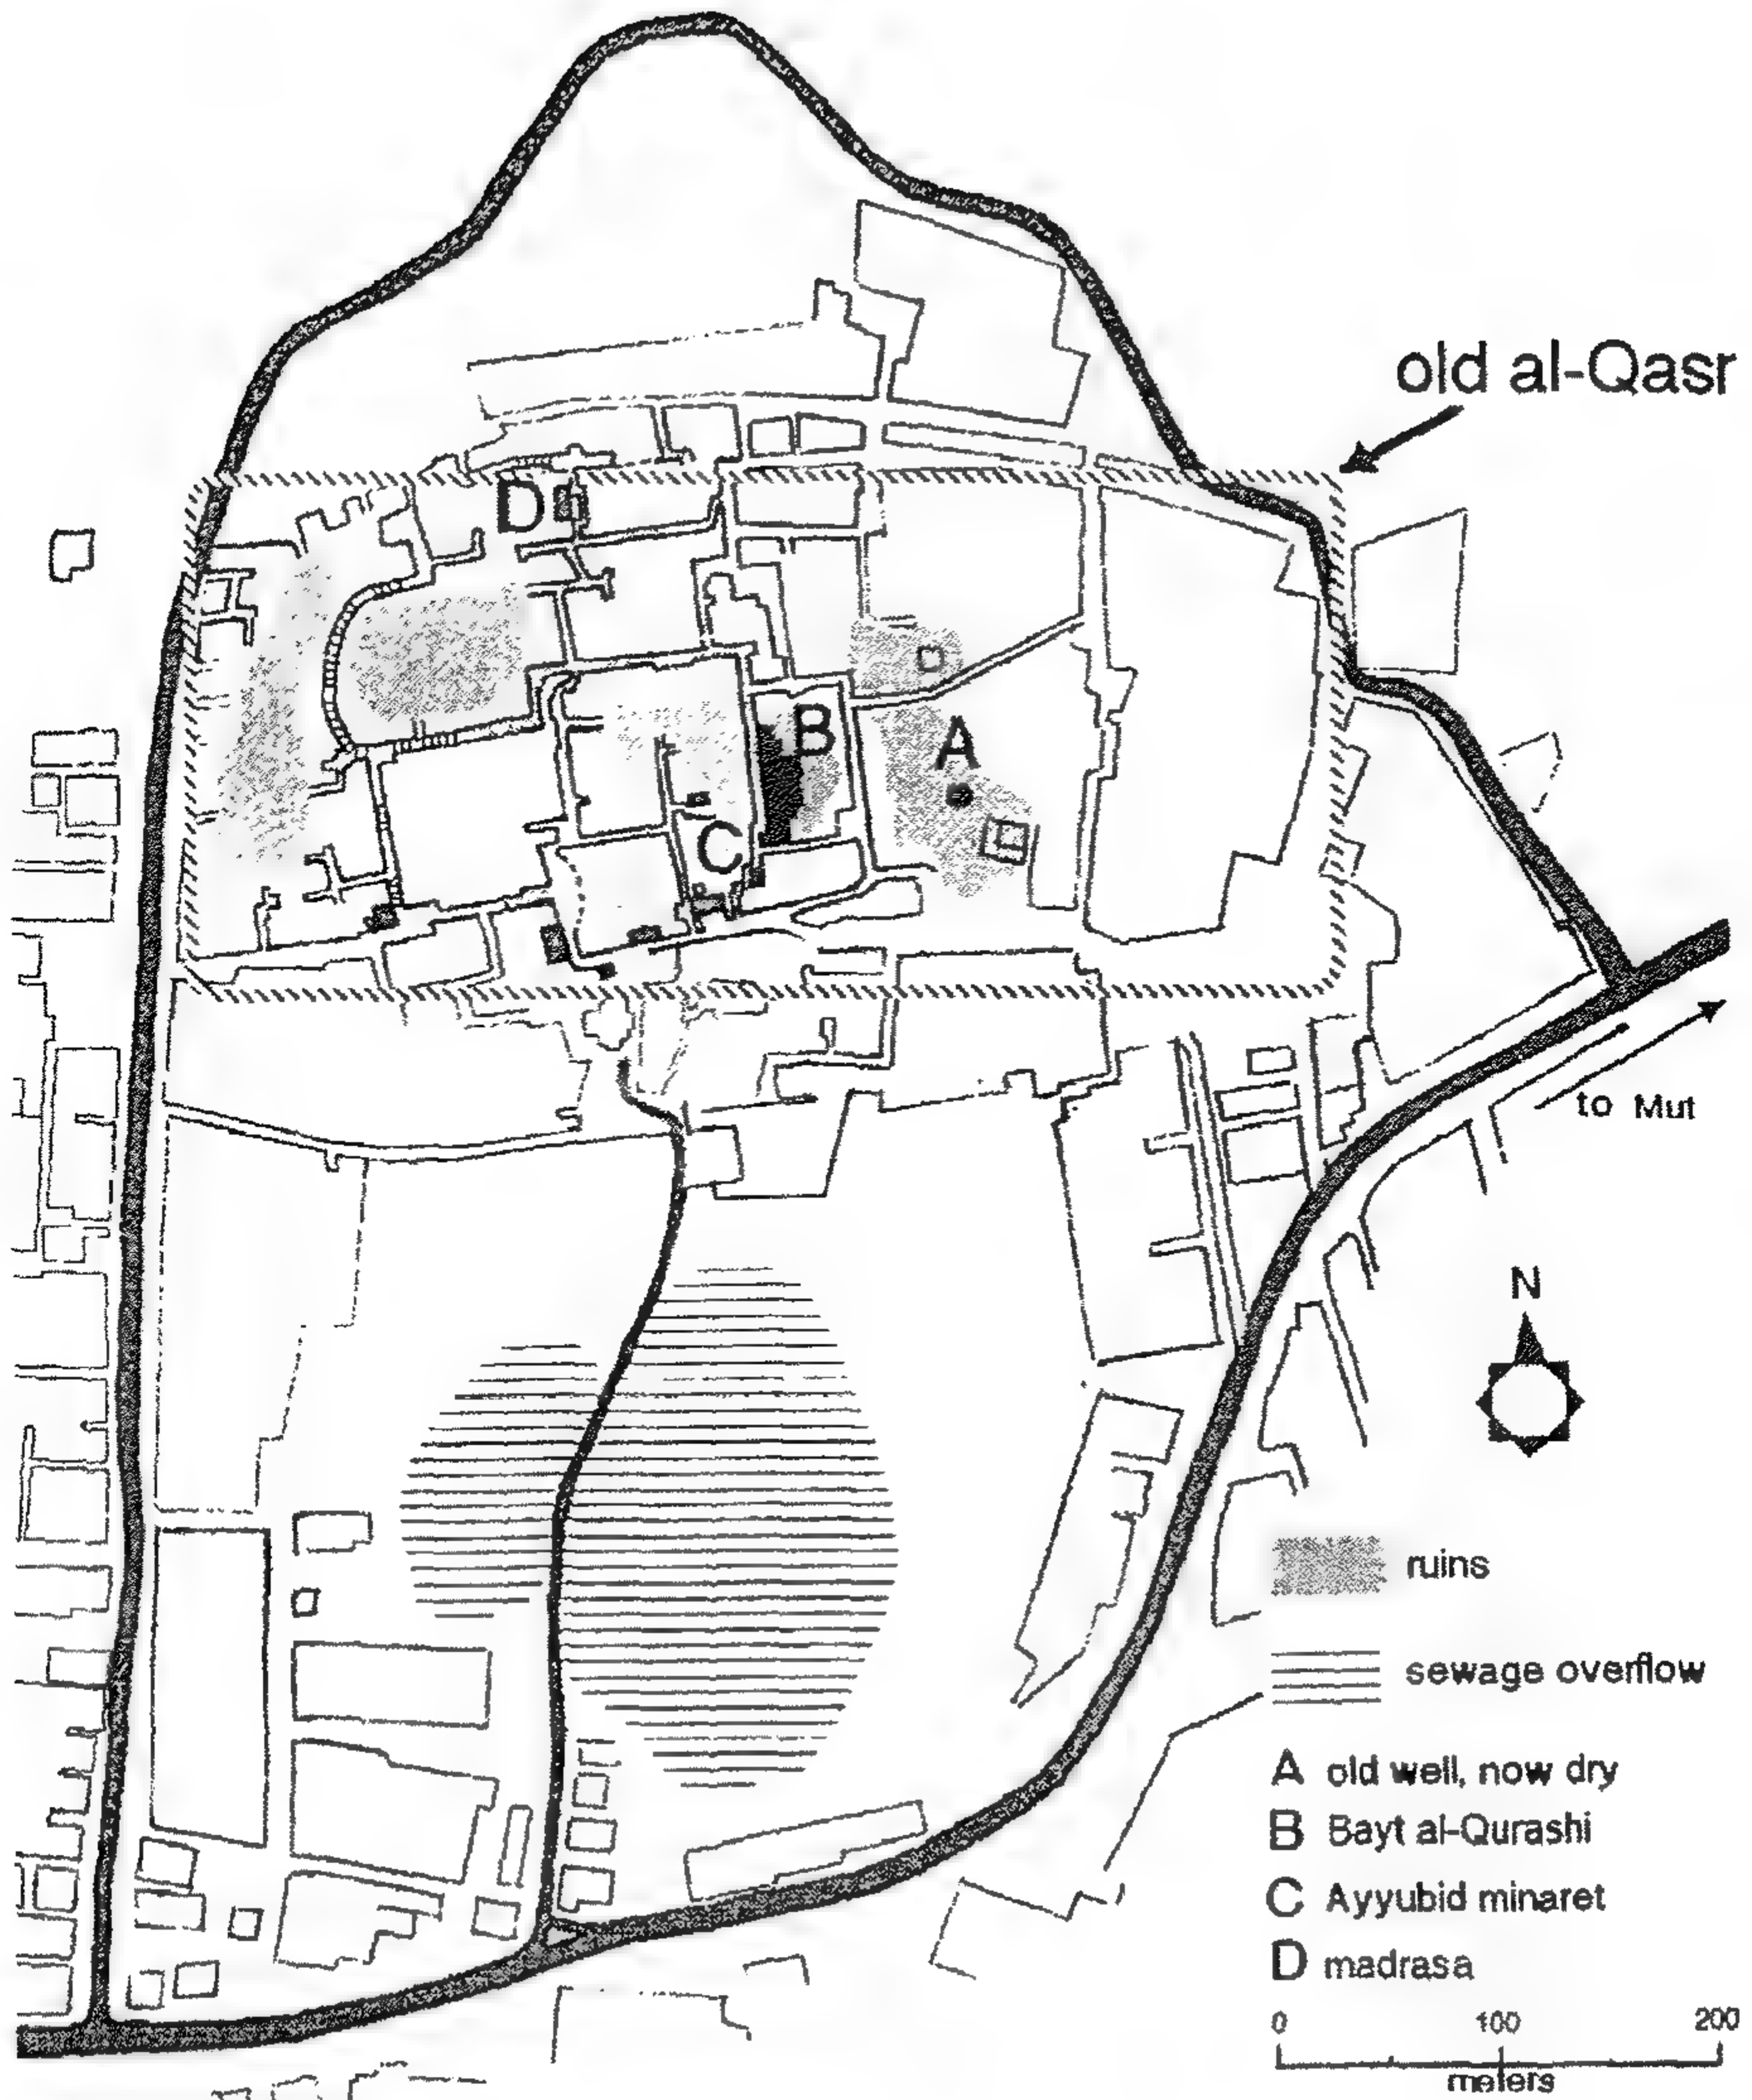 old al-Qasr
D
B
A
C
to Mut
N
ruins
sewage overflow
A old well, now dry
B Bayt al-Qurashi
C Ayyubid minaret
D madrasa
0 100 200
meters